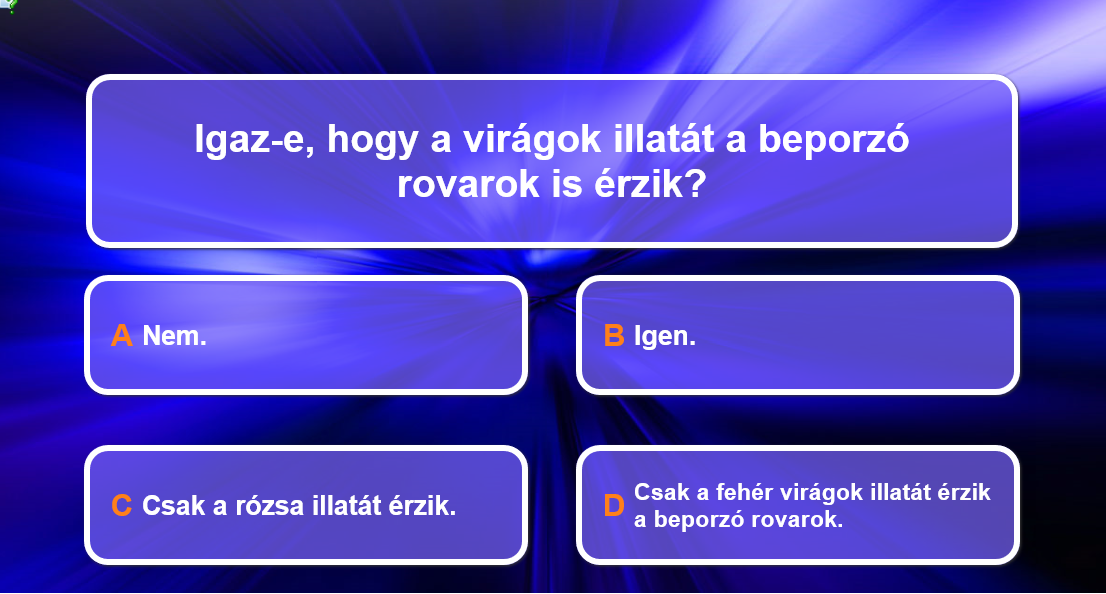 Igaz-e, hogy a virágok illatát a beporzó
rovarok is érzik?
A Nem.
B Igen.
C Csak a rózsa illatát érzik.
D Csak a fehér virágok illatát érzik
a beporzó rovarok.